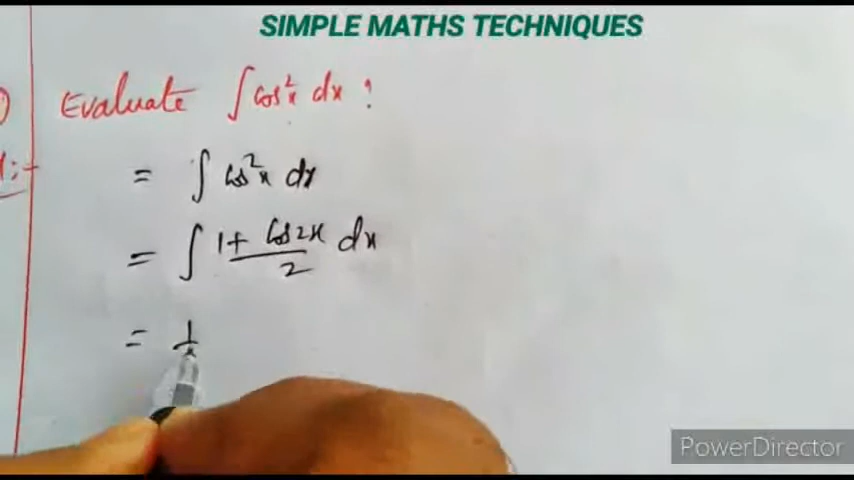 SIMPLE MATHS TECHNIQUES
Evaluate ∫ cos²x dx :
= ∫ cos²x dx
= ∫ 1 + cos2x / 2 dx
= 1/
PowerDirector